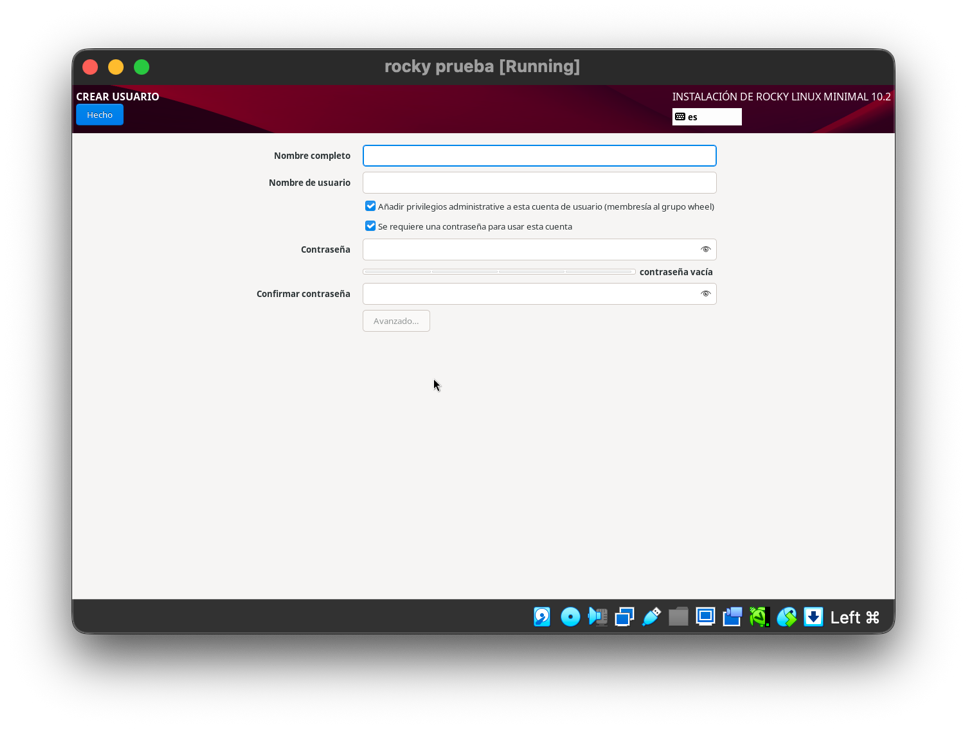 rocky prueba [Running]
CREAR USUARIO
INSTALACIÓN DE ROCKY LINUX MINIMAL 10.2
Hecho
es
Nombre completo
Nombre de usuario
Añadir privilegios administrative a esta cuenta de usuario (membresía al grupo wheel)
Se requiere una contraseña para usar esta cuenta
Contraseña
contraseña vacía
Confirmar contraseña
Avanzado...
Left ⌘